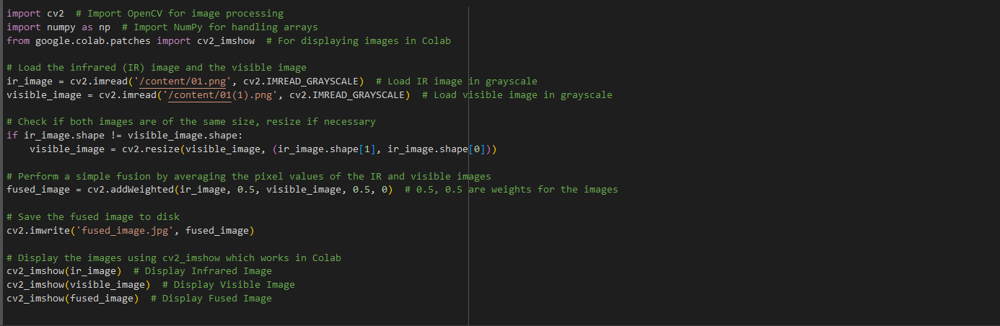 import cv2  # Import OpenCV for image processing
import numpy as np  # Import NumPy for handling arrays
from google.colab.patches import cv2_imshow  # For displaying images in Colab

# Load the infrared (IR) image and the visible image
ir_image = cv2.imread('/content/01.png', cv2.IMREAD_GRAYSCALE)  # Load IR image in grayscale
visible_image = cv2.imread('/content/01(1).png', cv2.IMREAD_GRAYSCALE)  # Load visible image in grayscale

# Check if both images are of the same size, resize if necessary
if ir_image.shape != visible_image.shape:
    visible_image = cv2.resize(visible_image, (ir_image.shape[1], ir_image.shape[0]))

# Perform a simple fusion by averaging the pixel values of the IR and visible images
fused_image = cv2.addWeighted(ir_image, 0.5, visible_image, 0.5, 0)  # 0.5, 0.5 are weights for the images

# Save the fused image to disk
cv2.imwrite('fused_image.jpg', fused_image)

# Display the images using cv2_imshow which works in Colab
cv2_imshow(ir_image)  # Display Infrared Image
cv2_imshow(visible_image)  # Display Visible Image
cv2_imshow(fused_image)  # Display Fused Image